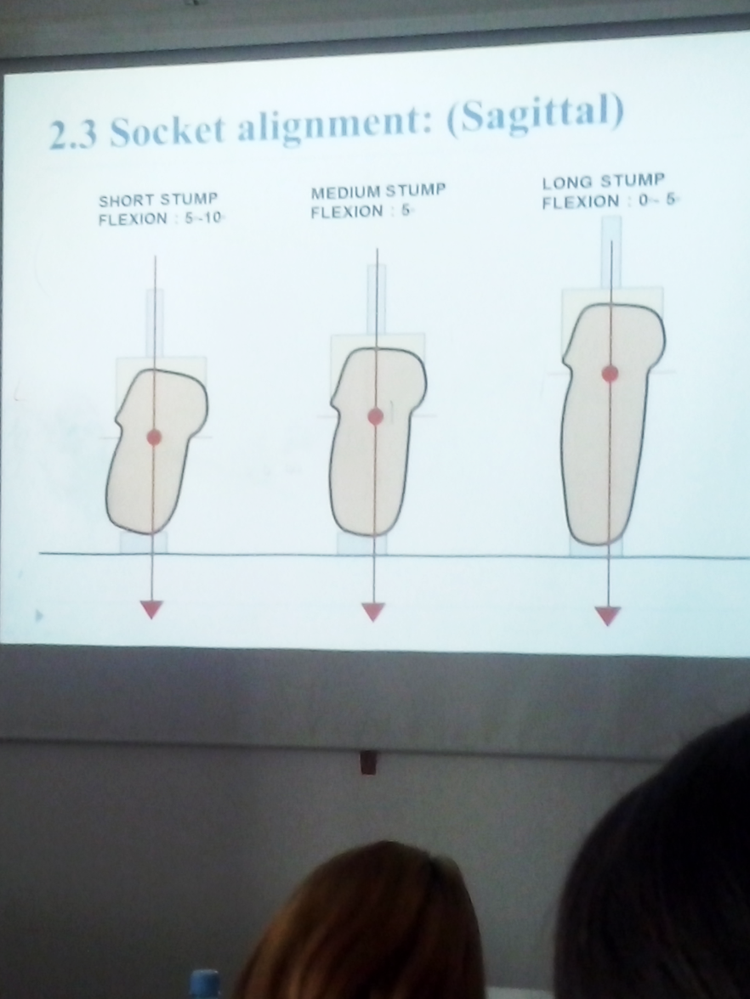 2.3 Socket alignment: (Sagittal)
SHORT STUMP
FLEXION : 5~10°
MEDIUM STUMP
FLEXION : 5°
LONG STUMP
FLEXION : 0~ 5°